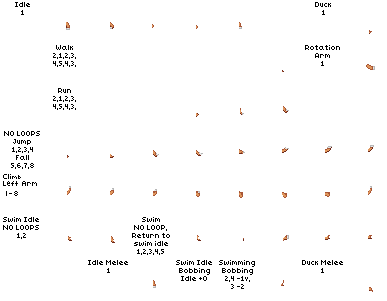 Idle
1
Duck
1
Walk
2,1,2,3,
4,5,4,3,
Rotation
Arm
1
Run
2,1,2,3,
4,5,4,3,
NO LOOPS
Jump
1,2,3,4
Fall
5,6,7,8
Climb
Left Arm
1-8
Swim Idle
NO LOOPS
1,2
Swim
NO LOOP,
Return to
swim idle
1,2,3,4,5
Idle Melee
1
Swim Idle
Bobbing
Idle +0
Swimming
Bobbing
2,4 -1v,
3 -2
Duck Melee
1